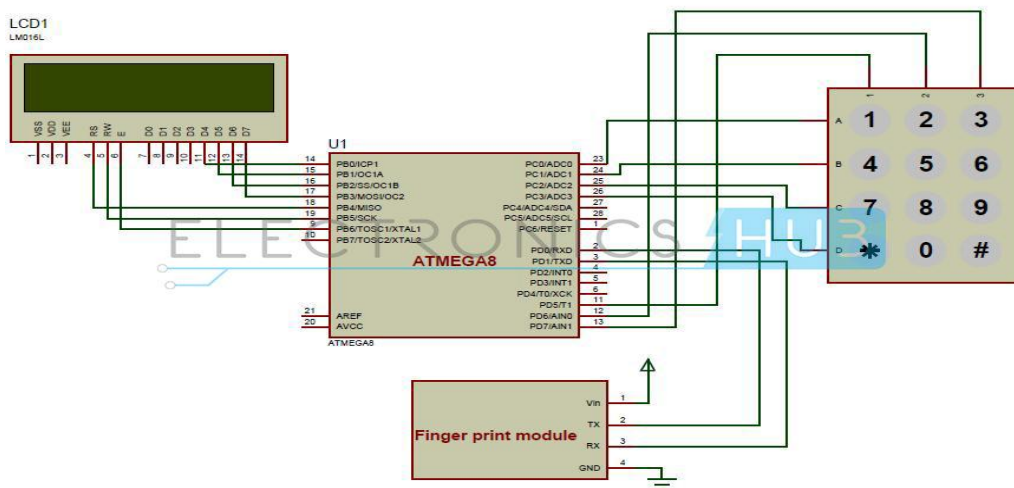 LCD1
LM016L
VSS
VDD
VEE
RS
RW
E
D0
D1
D2
D3
D4
D5
D6
D7
1
2
3
4
5
6
7
8
9
10
11
12
13
14
U1
14 PB0/ICP1
15 PB1/OC1A
16 PB2/SS/OC1B
17 PB3/MOSI/OC2
18 PB4/MISO
19 PB5/SCK
9 PB6/TOSC1/XTAL1
10 PB7/TOSC2/XTAL2
21 AREF
20 AVCC
PC0/ADC0 23
PC1/ADC1 24
PC2/ADC2 25
PC3/ADC3 26
PC4/ADC4/SDA 27
PC5/ADC5/SCL 28
PC6/RESET 1
PD0/RXD 2
PD1/TXD 3
PD2/INT0 4
PD3/INT1 5
PD4/T0/XCK 6
PD5/T1 11
PD6/AIN0 12
PD7/AIN1 13
ATMEGA8
ATMEGA8
ELECTRONICS HUB
1 2 3
A 1 2 3
B 4 5 6
C 7 8 9
D * 0 #
Finger print module
Vin 1
TX 2
RX 3
GND 4